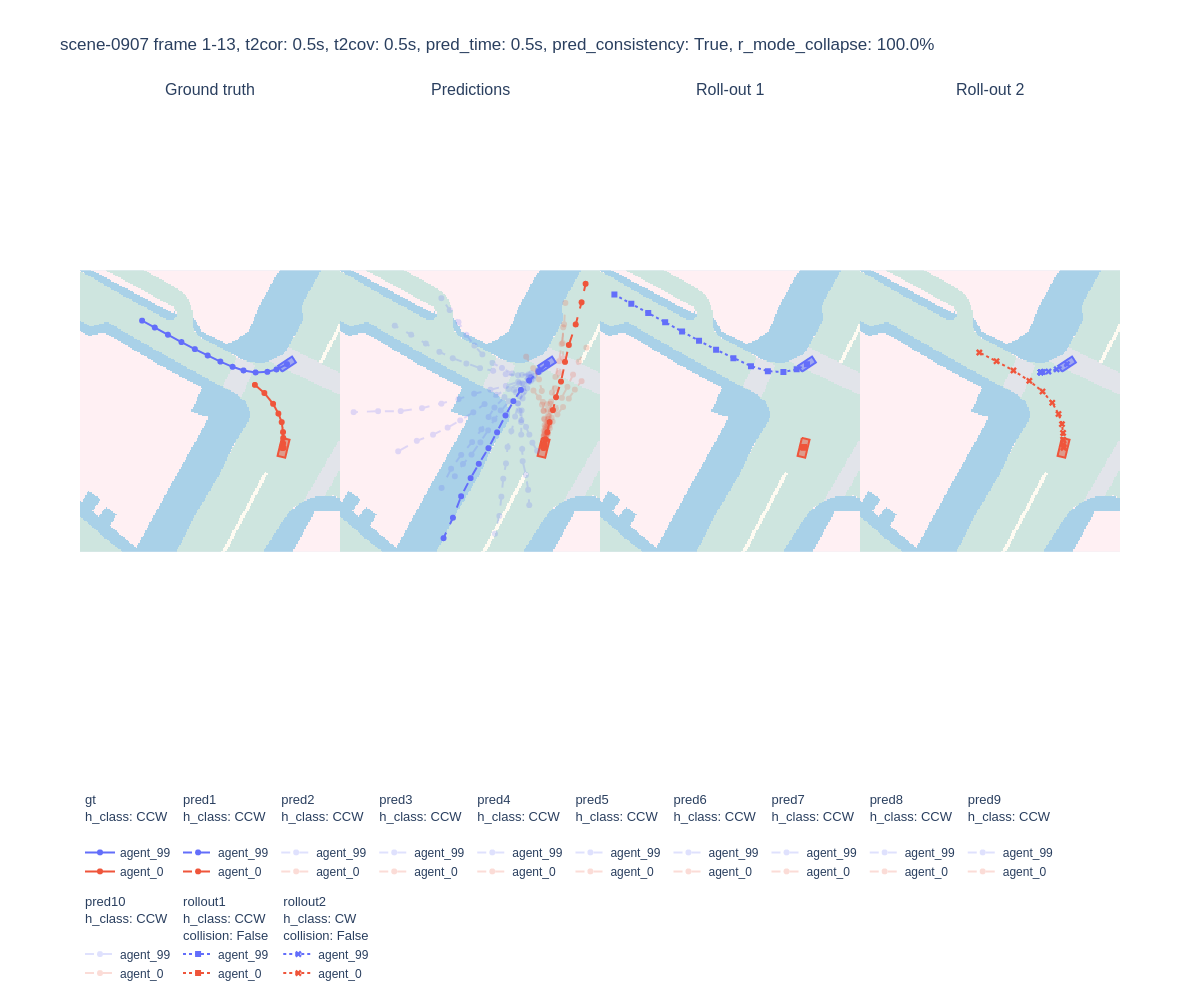 scene-0907 frame 1-13, t2cor: 0.5s, t2cov: 0.5s, pred_time: 0.5s, pred_consistency: True, r_mode_collapse: 100.0%
Ground truth Predictions Roll-out 1 Roll-out 2
gt pred1 pred2 pred3 pred4 pred5 pred6 pred7 pred8 pred9
h_class: CCW h_class: CCW h_class: CCW h_class: CCW h_class: CCW h_class: CCW h_class: CCW h_class: CCW h_class: CCW h_class: CCW
agent_99 agent_99 agent_99 agent_99 agent_99 agent_99 agent_99 agent_99 agent_99 agent_99
agent_0 agent_0 agent_0 agent_0 agent_0 agent_0 agent_0 agent_0 agent_0 agent_0
pred10 rollout1 rollout2
h_class: CCW h_class: CCW h_class: CW
collision: False collision: False
agent_99 agent_99 agent_99
agent_0 agent_0 agent_0